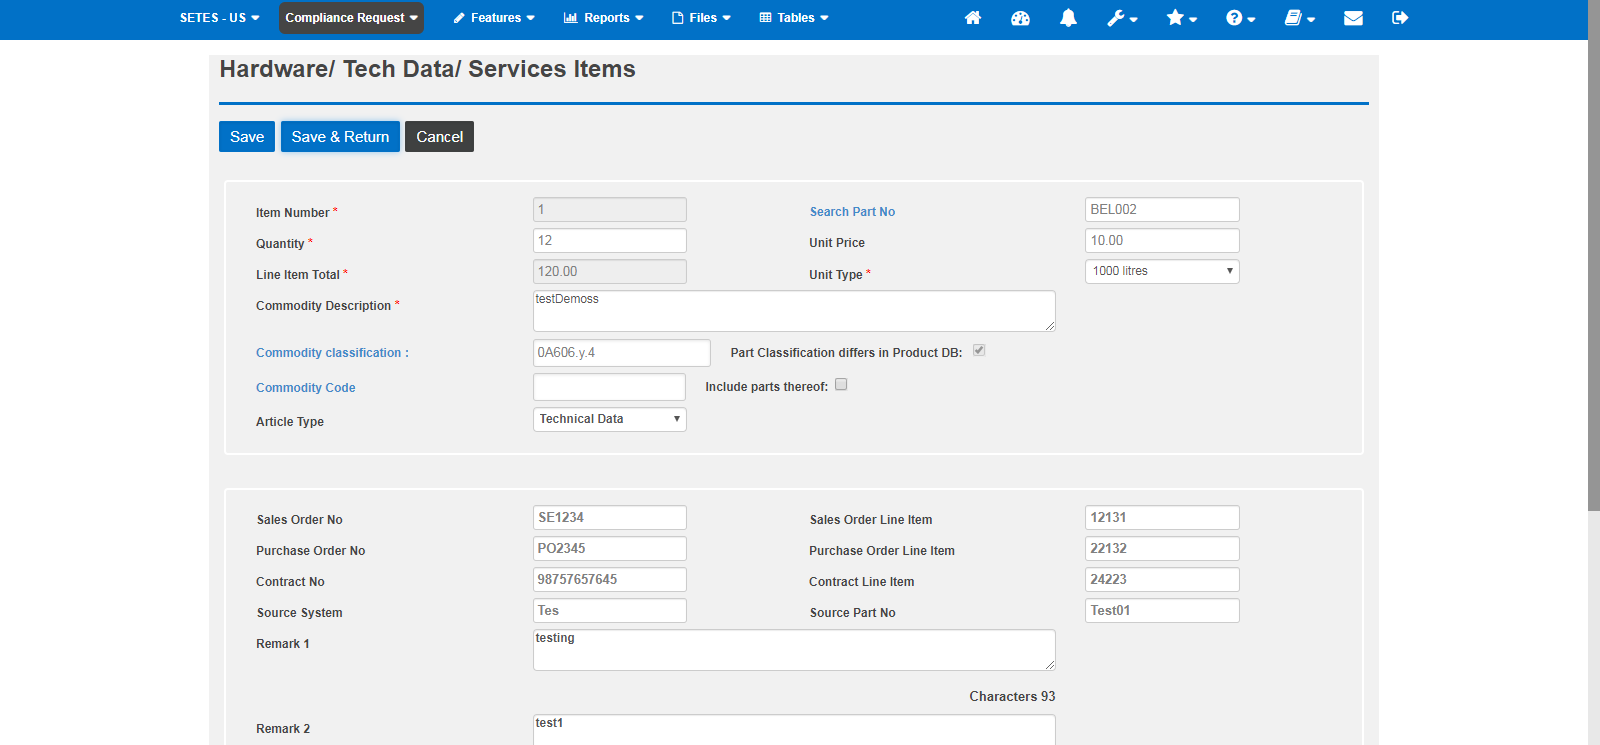 SETES - US Compliance Request Features Reports Files Tables
Hardware/ Tech Data/ Services Items
Save Save & Return Cancel
Item Number * 1 Search Part No BEL002
Quantity * 12 Unit Price 10.00
Line Item Total * 120.00 Unit Type * 1000 litres
Commodity Description * testDemoss
Commodity classification : 0A606.y.4 Part Classification differs in Product DB:
Commodity Code Include parts thereof:
Article Type Technical Data
Sales Order No SE1234 Sales Order Line Item 12131
Purchase Order No PO2345 Purchase Order Line Item 22132
Contract No 98757657645 Contract Line Item 24223
Source System Tes Source Part No Test01
Remark 1 testing
Characters 93
Remark 2 test1